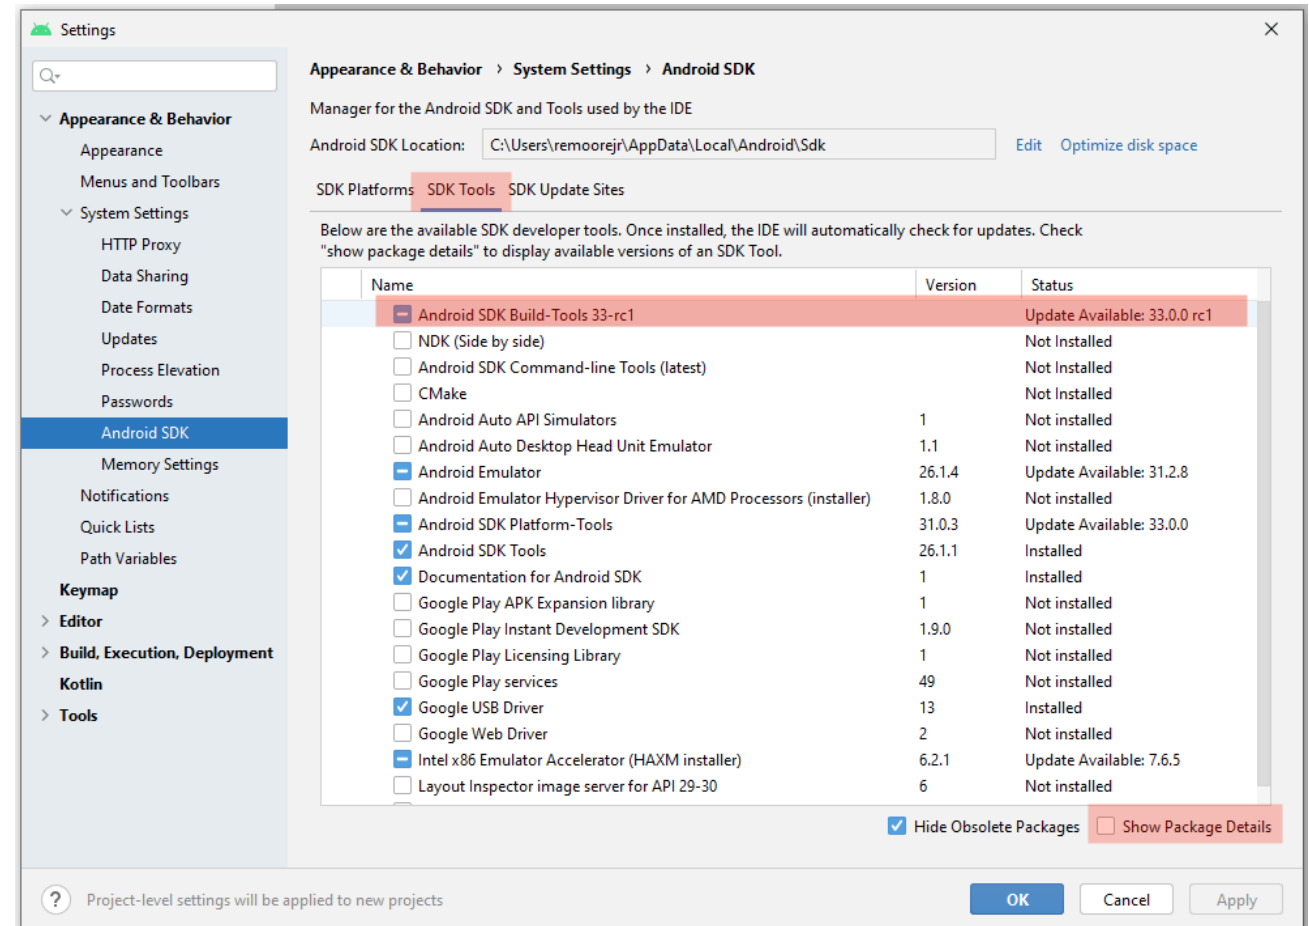 Settings
Appearance & Behavior
Appearance
Menus and Toolbars
System Settings
HTTP Proxy
Data Sharing
Date Formats
Updates
Process Elevation
Passwords
Android SDK
Memory Settings
Notifications
Quick Lists
Path Variables
Keymap
Editor
Build, Execution, Deployment
Kotlin
Tools
Appearance & Behavior › System Settings › Android SDK
Manager for the Android SDK and Tools used by the IDE
Android SDK Location: C:\Users\remoorejr\AppData\Local\Android\Sdk Edit Optimize disk space
SDK Platforms SDK Tools SDK Update Sites
Below are the available SDK developer tools. Once installed, the IDE will automatically check for updates. Check
"show package details" to display available versions of an SDK Tool.
Name Version Status
Android SDK Build-Tools 33-rc1 Update Available: 33.0.0 rc1
NDK (Side by side) Not Installed
Android SDK Command-line Tools (latest) Not Installed
CMake Not Installed
Android Auto API Simulators 1 Not installed
Android Auto Desktop Head Unit Emulator 1.1 Not installed
Android Emulator 26.1.4 Update Available: 31.2.8
Android Emulator Hypervisor Driver for AMD Processors (installer) 1.8.0 Not installed
Android SDK Platform-Tools 31.0.3 Update Available: 33.0.0
Android SDK Tools 26.1.1 Installed
Documentation for Android SDK 1 Installed
Google Play APK Expansion library 1 Not installed
Google Play Instant Development SDK 1.9.0 Not installed
Google Play Licensing Library 1 Not installed
Google Play services 49 Not installed
Google USB Driver 13 Installed
Google Web Driver 2 Not installed
Intel x86 Emulator Accelerator (HAXM installer) 6.2.1 Update Available: 7.6.5
Layout Inspector image server for API 29-30 6 Not installed
Hide Obsolete Packages Show Package Details
? Project-level settings will be applied to new projects
OK Cancel Apply